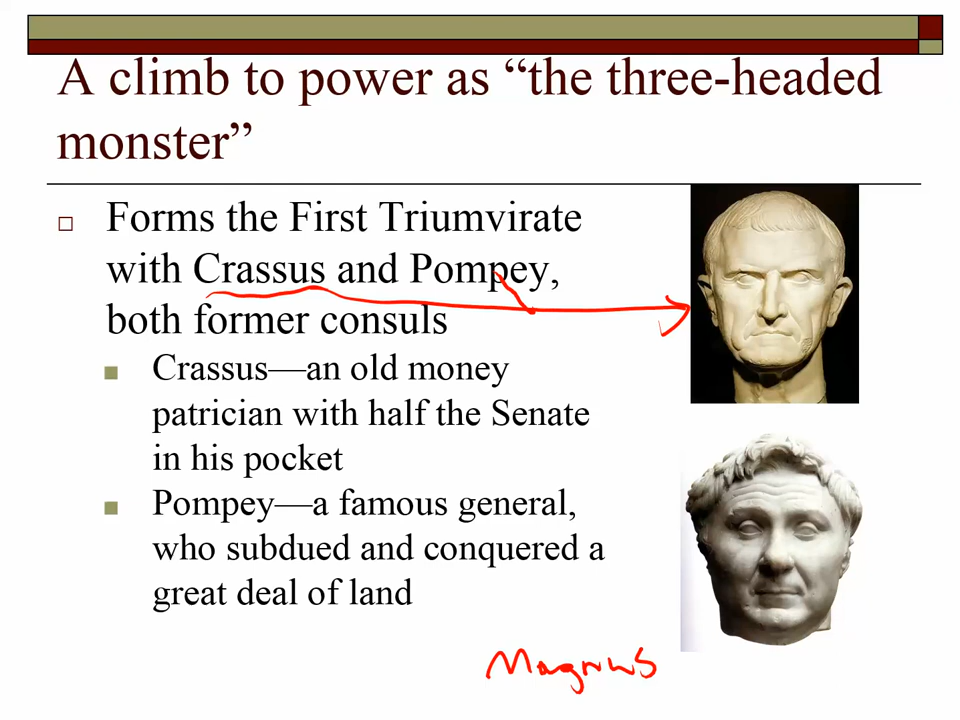 A climb to power as “the three-headed
monster”
Forms the First Triumvirate
with Crassus and Pompey,
both former consuls
Crassus—an old money
patrician with half the Senate
in his pocket
Pompey—a famous general,
who subdued and conquered a
great deal of land
Magnus